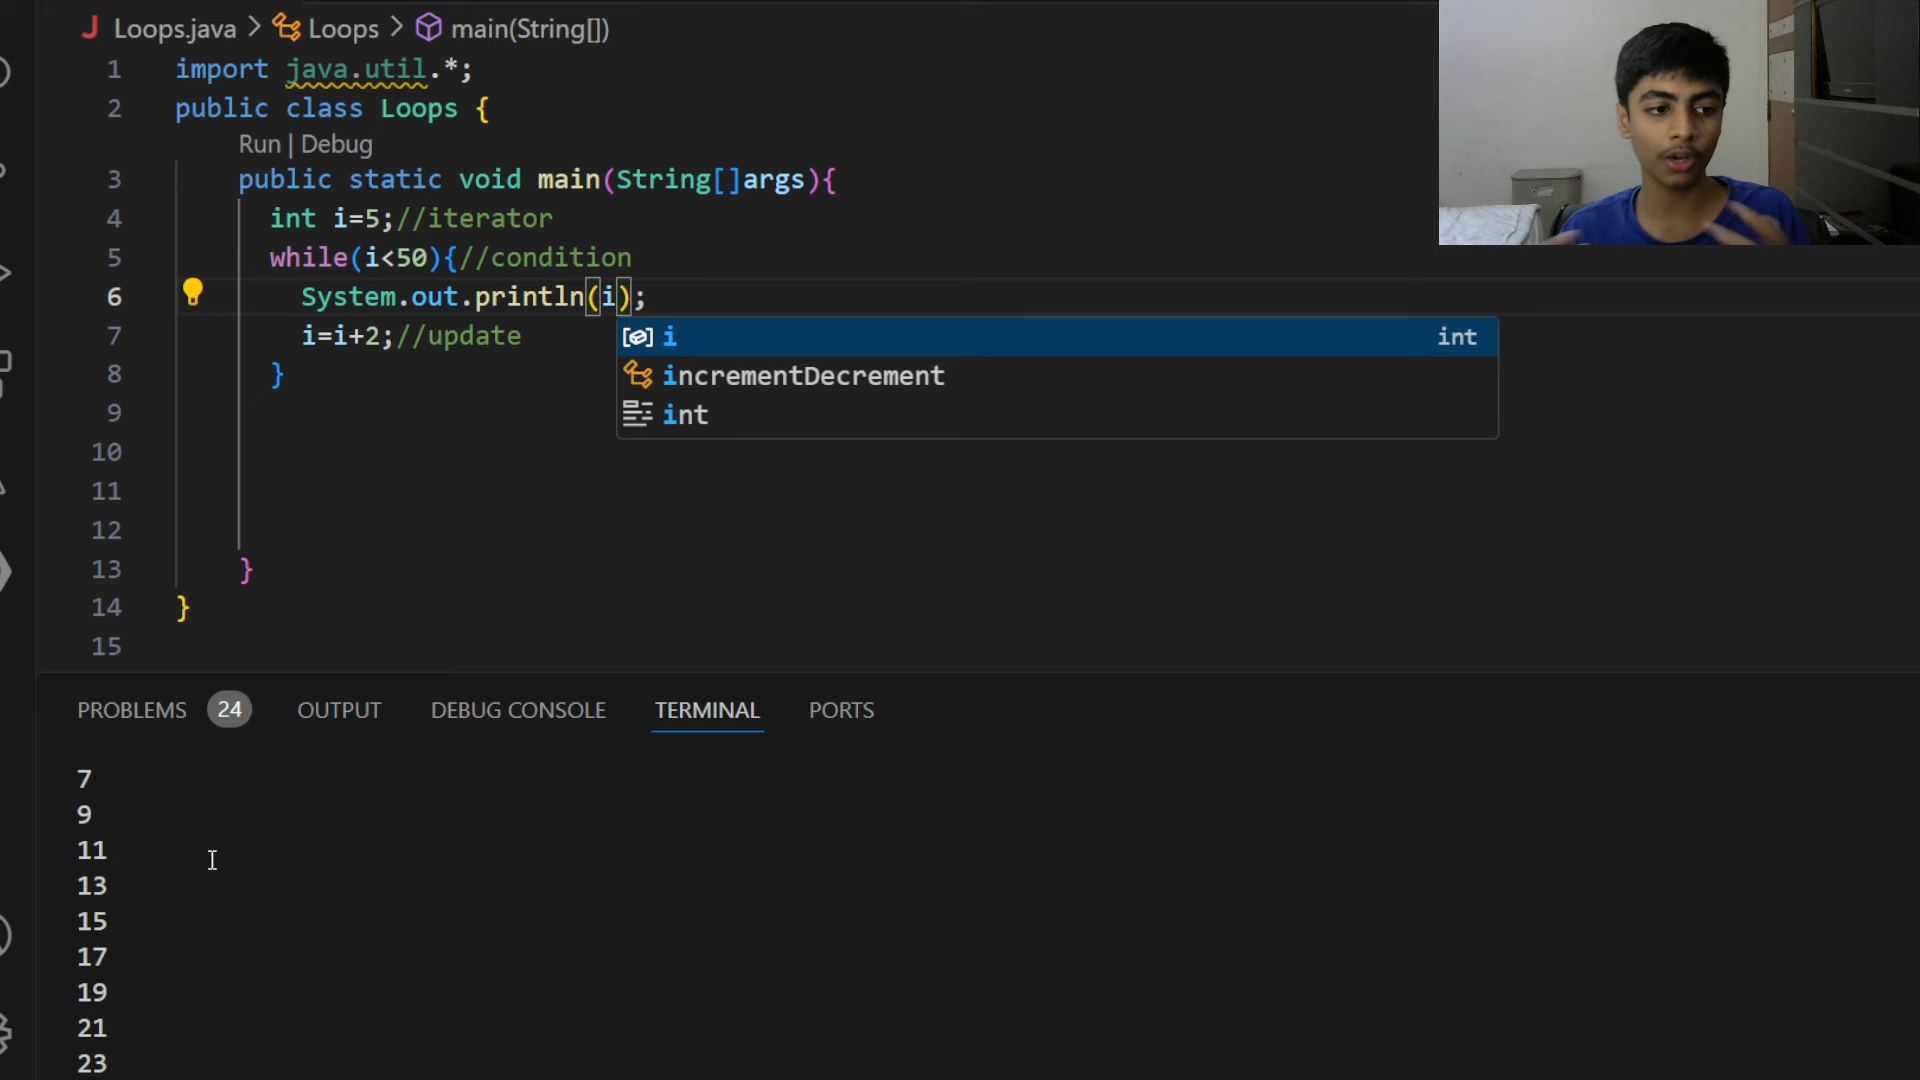 Loops.java > Loops > main(String[])
1 import java.util.*;
2 public class Loops {
Run | Debug
3 public static void main(String[]args){
4 int i=5;//iterator
5 while(i<50){//condition
6 System.out.println(i);
7 i=i+2;//update
8 }
9
10
11
12
13 }
14 }
15
i int
incrementDecrement
int
PROBLEMS 24 OUTPUT DEBUG CONSOLE TERMINAL PORTS
7
9
11
13
15
17
19
21
23